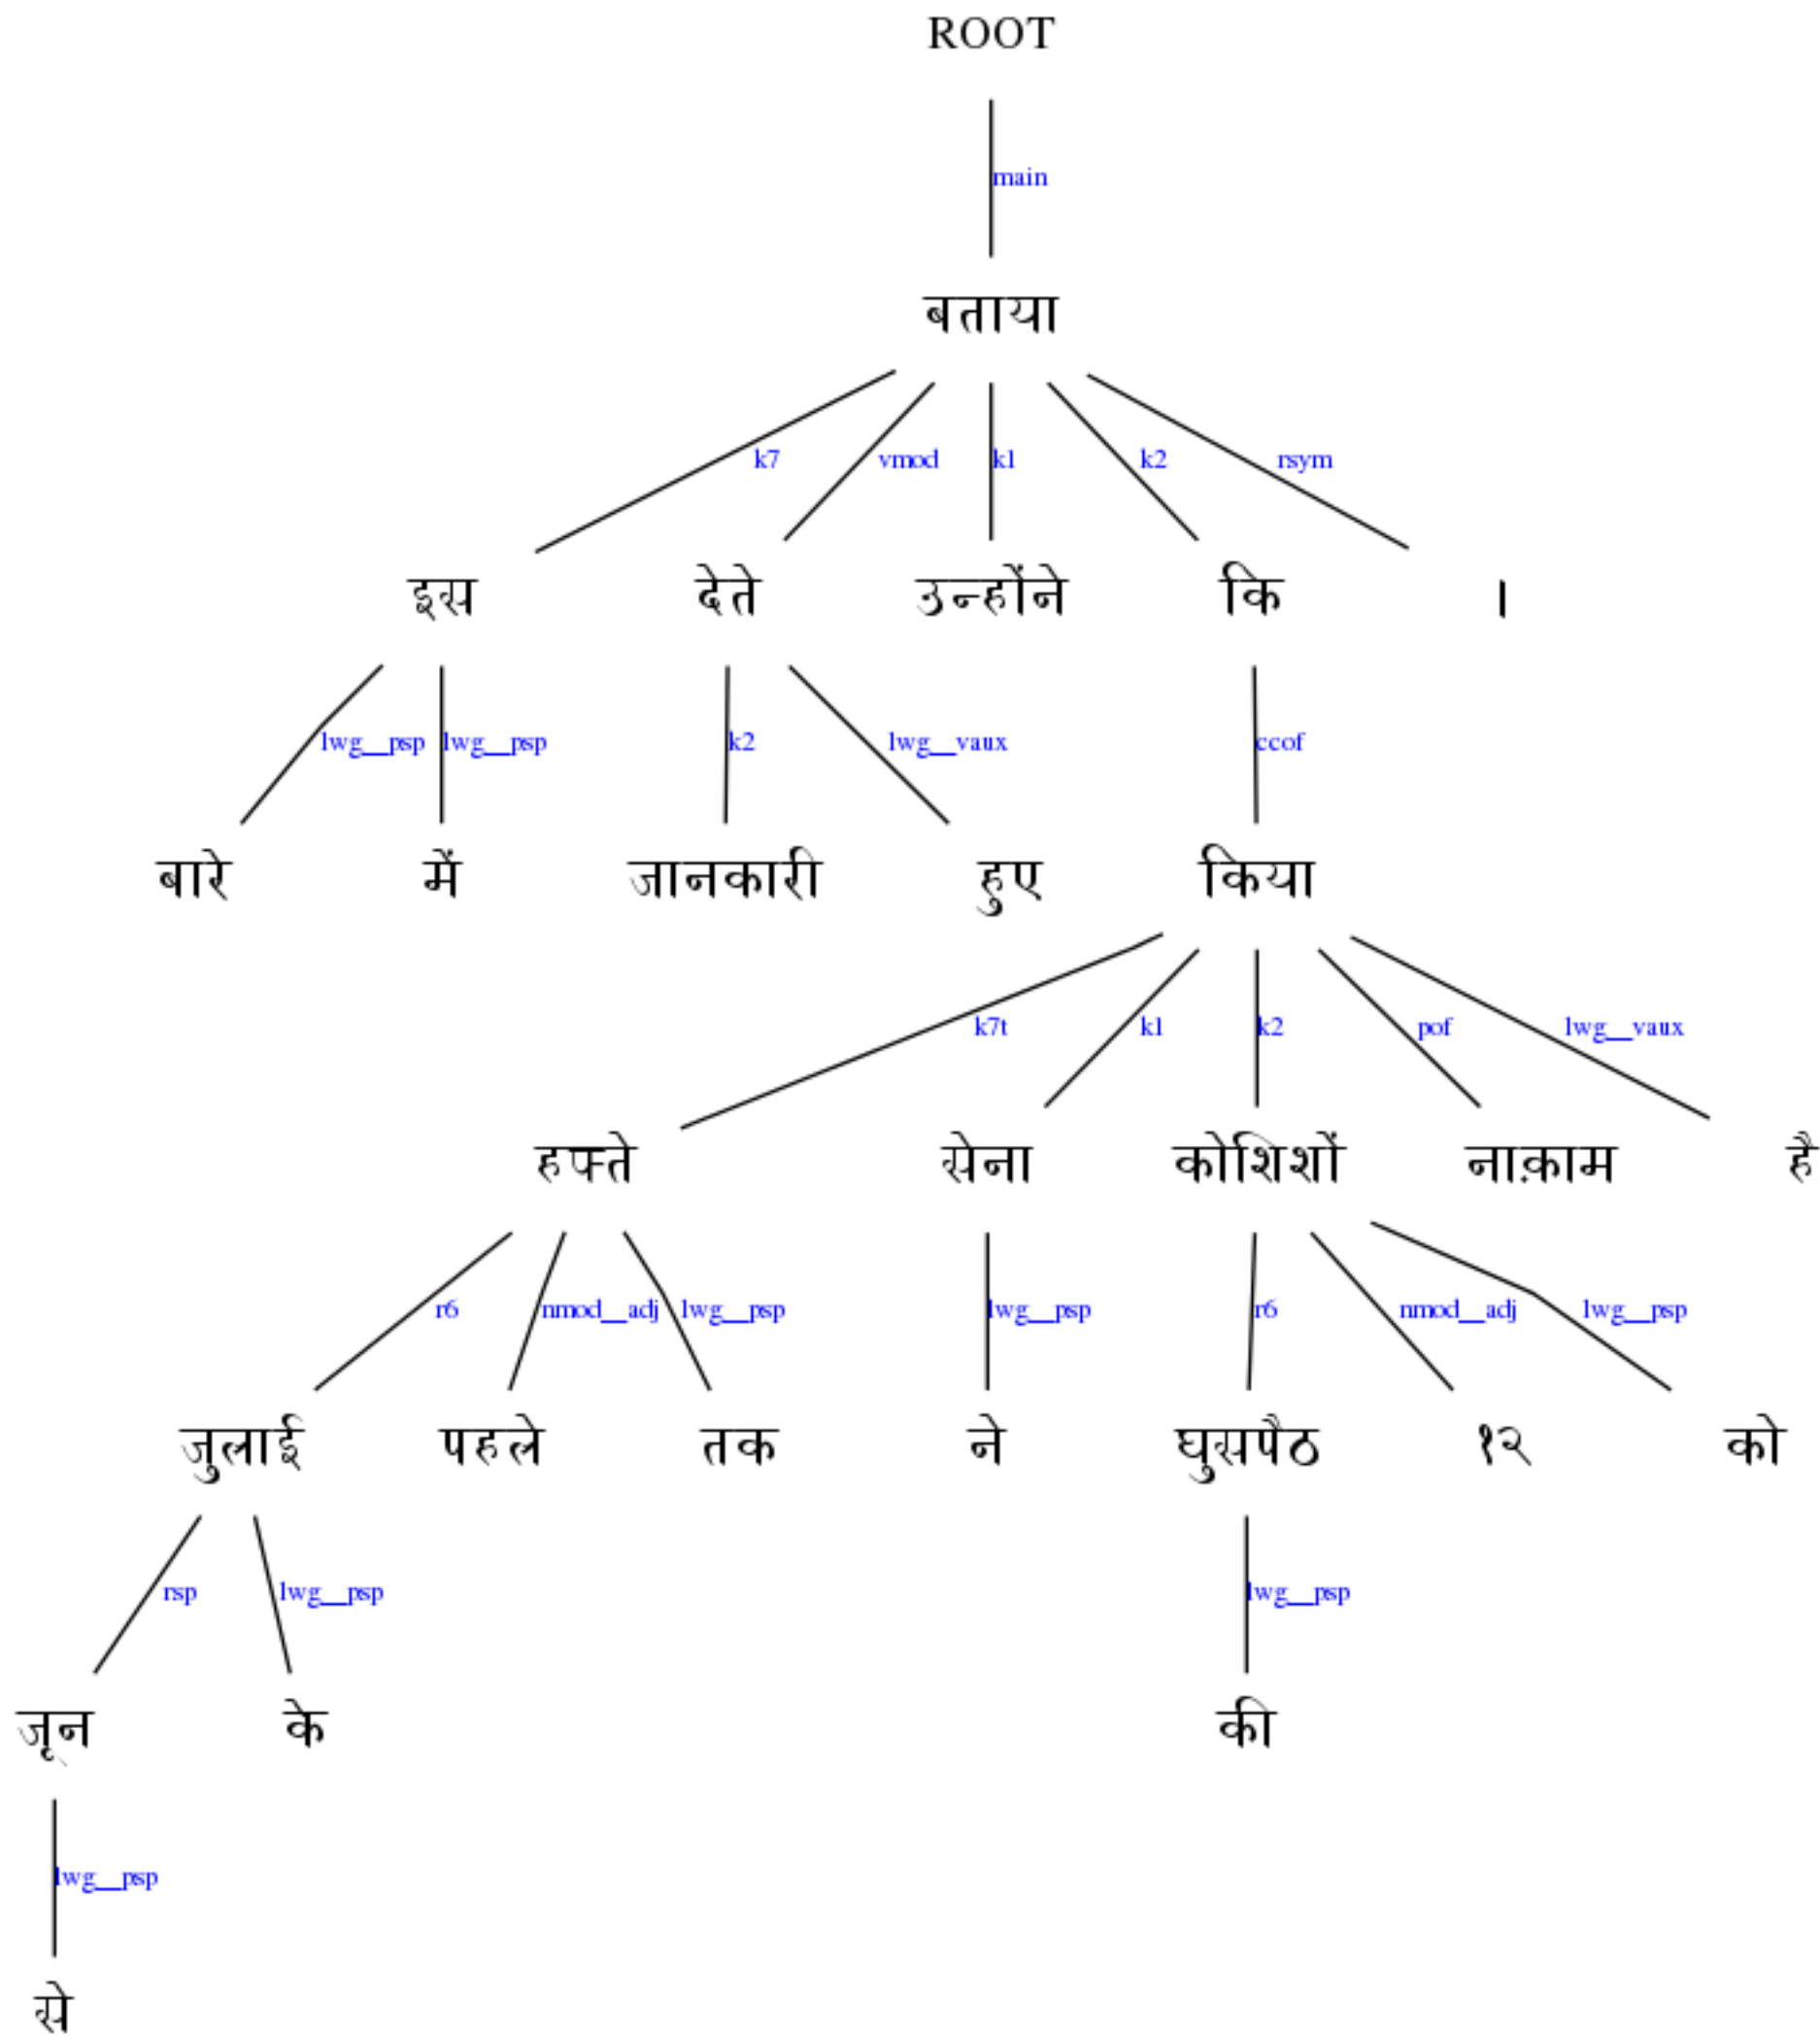 ROOT
main
बताया
k7 vmod k1 k2 rsym
इस देते उन्होंने कि ।
lwg__psp lwg__psp k2 lwg__vaux ccof
बारे में जानकारी हुए किया
k7t k1 k2 pof lwg__vaux
हफ्ते सेना कोशिशों नाक़ाम है
r6 nmod__adj lwg__psp lwg__psp r6 nmod__adj lwg__psp
जुलाई पहले तक ने घुसपैठ १२ को
rsp lwg__psp lwg__psp
जून के की
lwg__psp
से